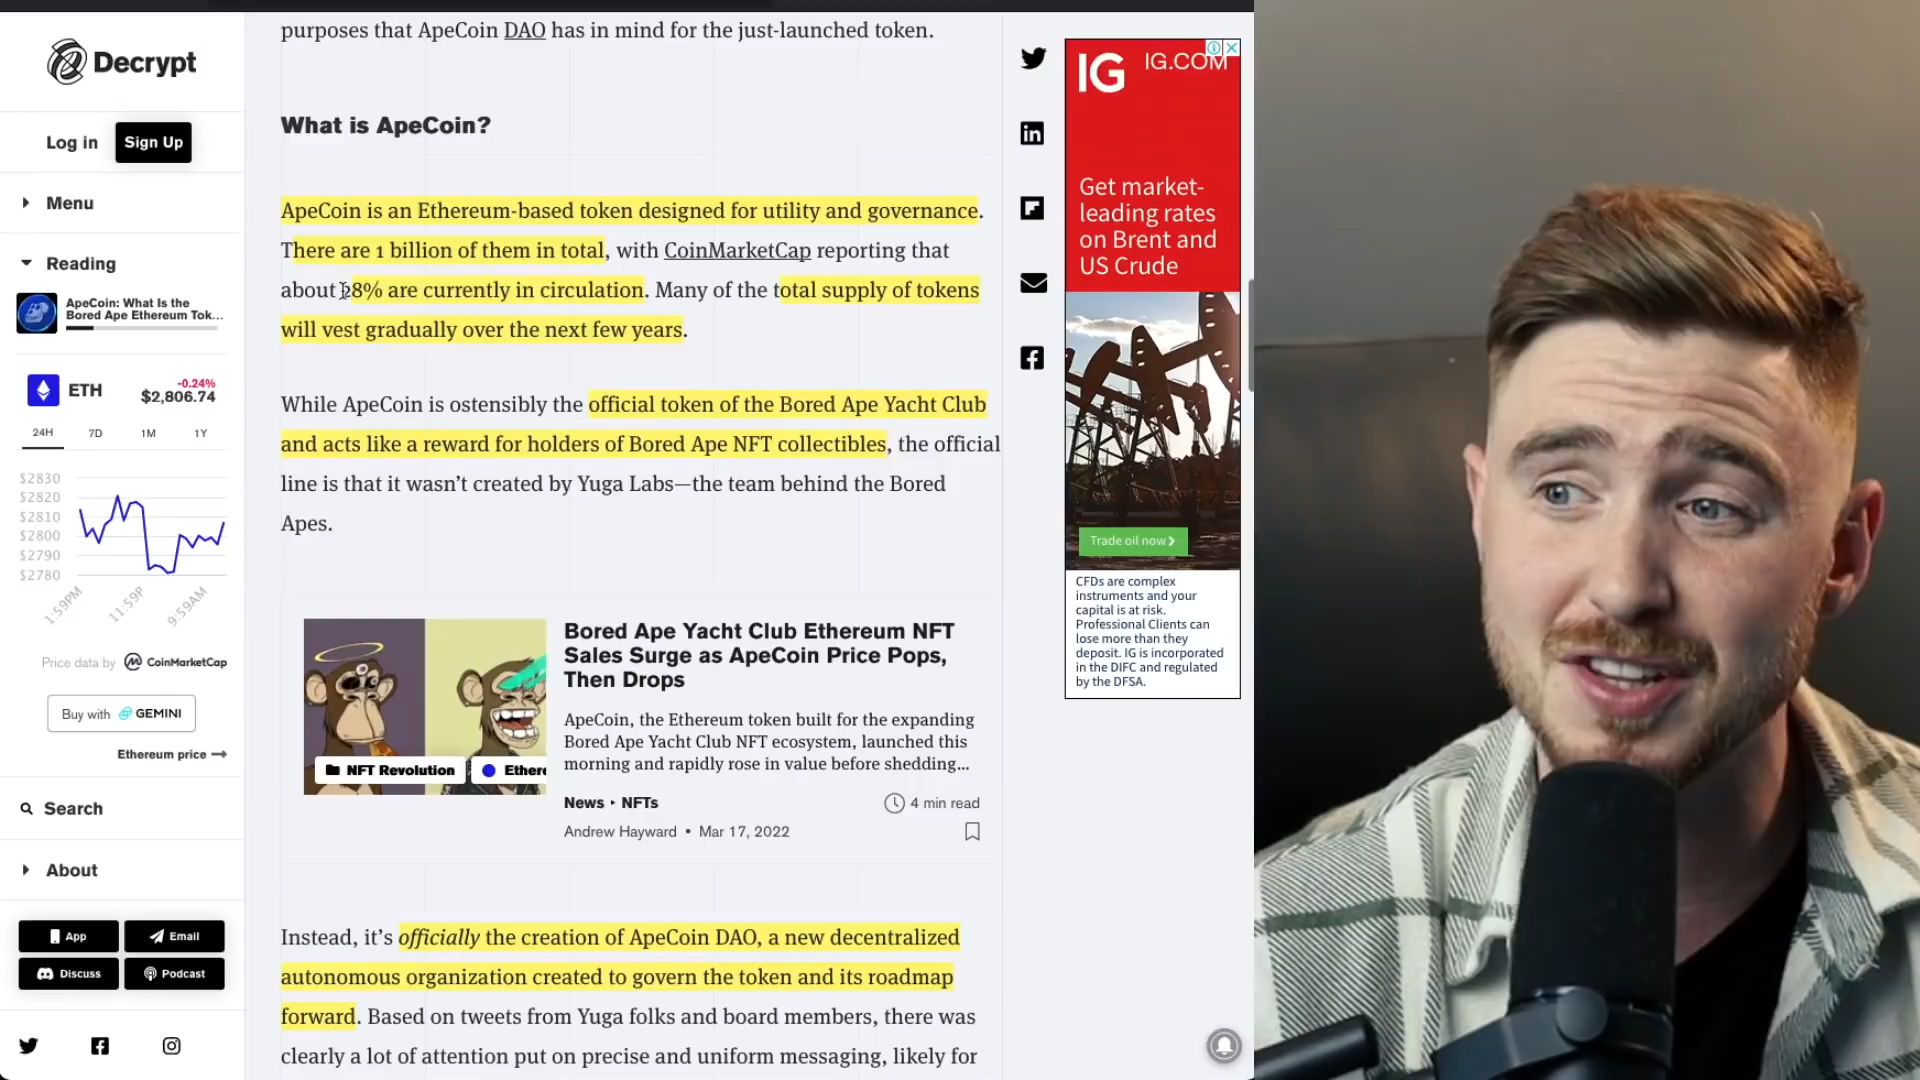 Decrypt
Log in
Sign Up
Menu
Reading
ApeCoin: What Is the
Bored Ape Ethereum Tok...
ETH
-0.24%
$2,806.74
24H 7D 1M 1Y
$2830
$2820
$2810
$2800
$2790
$2780
1:59PM 11:59P 9:59AM
Price data by CoinMarketCap
Buy with GEMINI
Ethereum price
Search
About
App Email
Discuss Podcast
purposes that ApeCoin DAO has in mind for the just-launched token.
What is ApeCoin?
ApeCoin is an Ethereum-based token designed for utility and governance.
There are 1 billion of them in total, with CoinMarketCap reporting that
about 8% are currently in circulation. Many of the total supply of tokens
will vest gradually over the next few years.
While ApeCoin is ostensibly the official token of the Bored Ape Yacht Club
and acts like a reward for holders of Bored Ape NFT collectibles, the official
line is that it wasn’t created by Yuga Labs—the team behind the Bored
Apes.
NFT Revolution
Ethere
Bored Ape Yacht Club Ethereum NFT
Sales Surge as ApeCoin Price Pops,
Then Drops
ApeCoin, the Ethereum token built for the expanding
Bored Ape Yacht Club NFT ecosystem, launched this
morning and rapidly rose in value before shedding...
News ‣ NFTs
4 min read
Andrew Hayward • Mar 17, 2022
Instead, it’s officially the creation of ApeCoin DAO, a new decentralized
autonomous organization created to govern the token and its roadmap
forward. Based on tweets from Yuga folks and board members, there was
clearly a lot of attention put on precise and uniform messaging, likely for
IG
IG.COM
Get market-
leading rates
on Brent and
US Crude
Trade oil now
CFDs are complex
instruments and your
capital is at risk.
Professional Clients can
lose more than they
deposit. IG is incorporated
in the DIFC and regulated
by the DFSA.